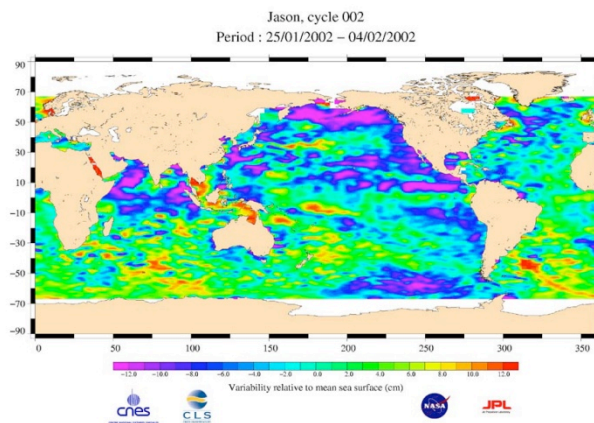 Jason, cycle 002
Period : 25/01/2002 − 04/02/2002
90
70
50
30
10
−10
−30
−50
−70
−90
0 50 100 150 200 250 300 350
−12.0 −10.0 −8.0 −6.0 −4.0 −2.0 0.0 2.0 4.0 6.0 8.0 10.0 12.0
Variability relative to mean sea surface (cm)
cnes
CLS
NASA
JPL